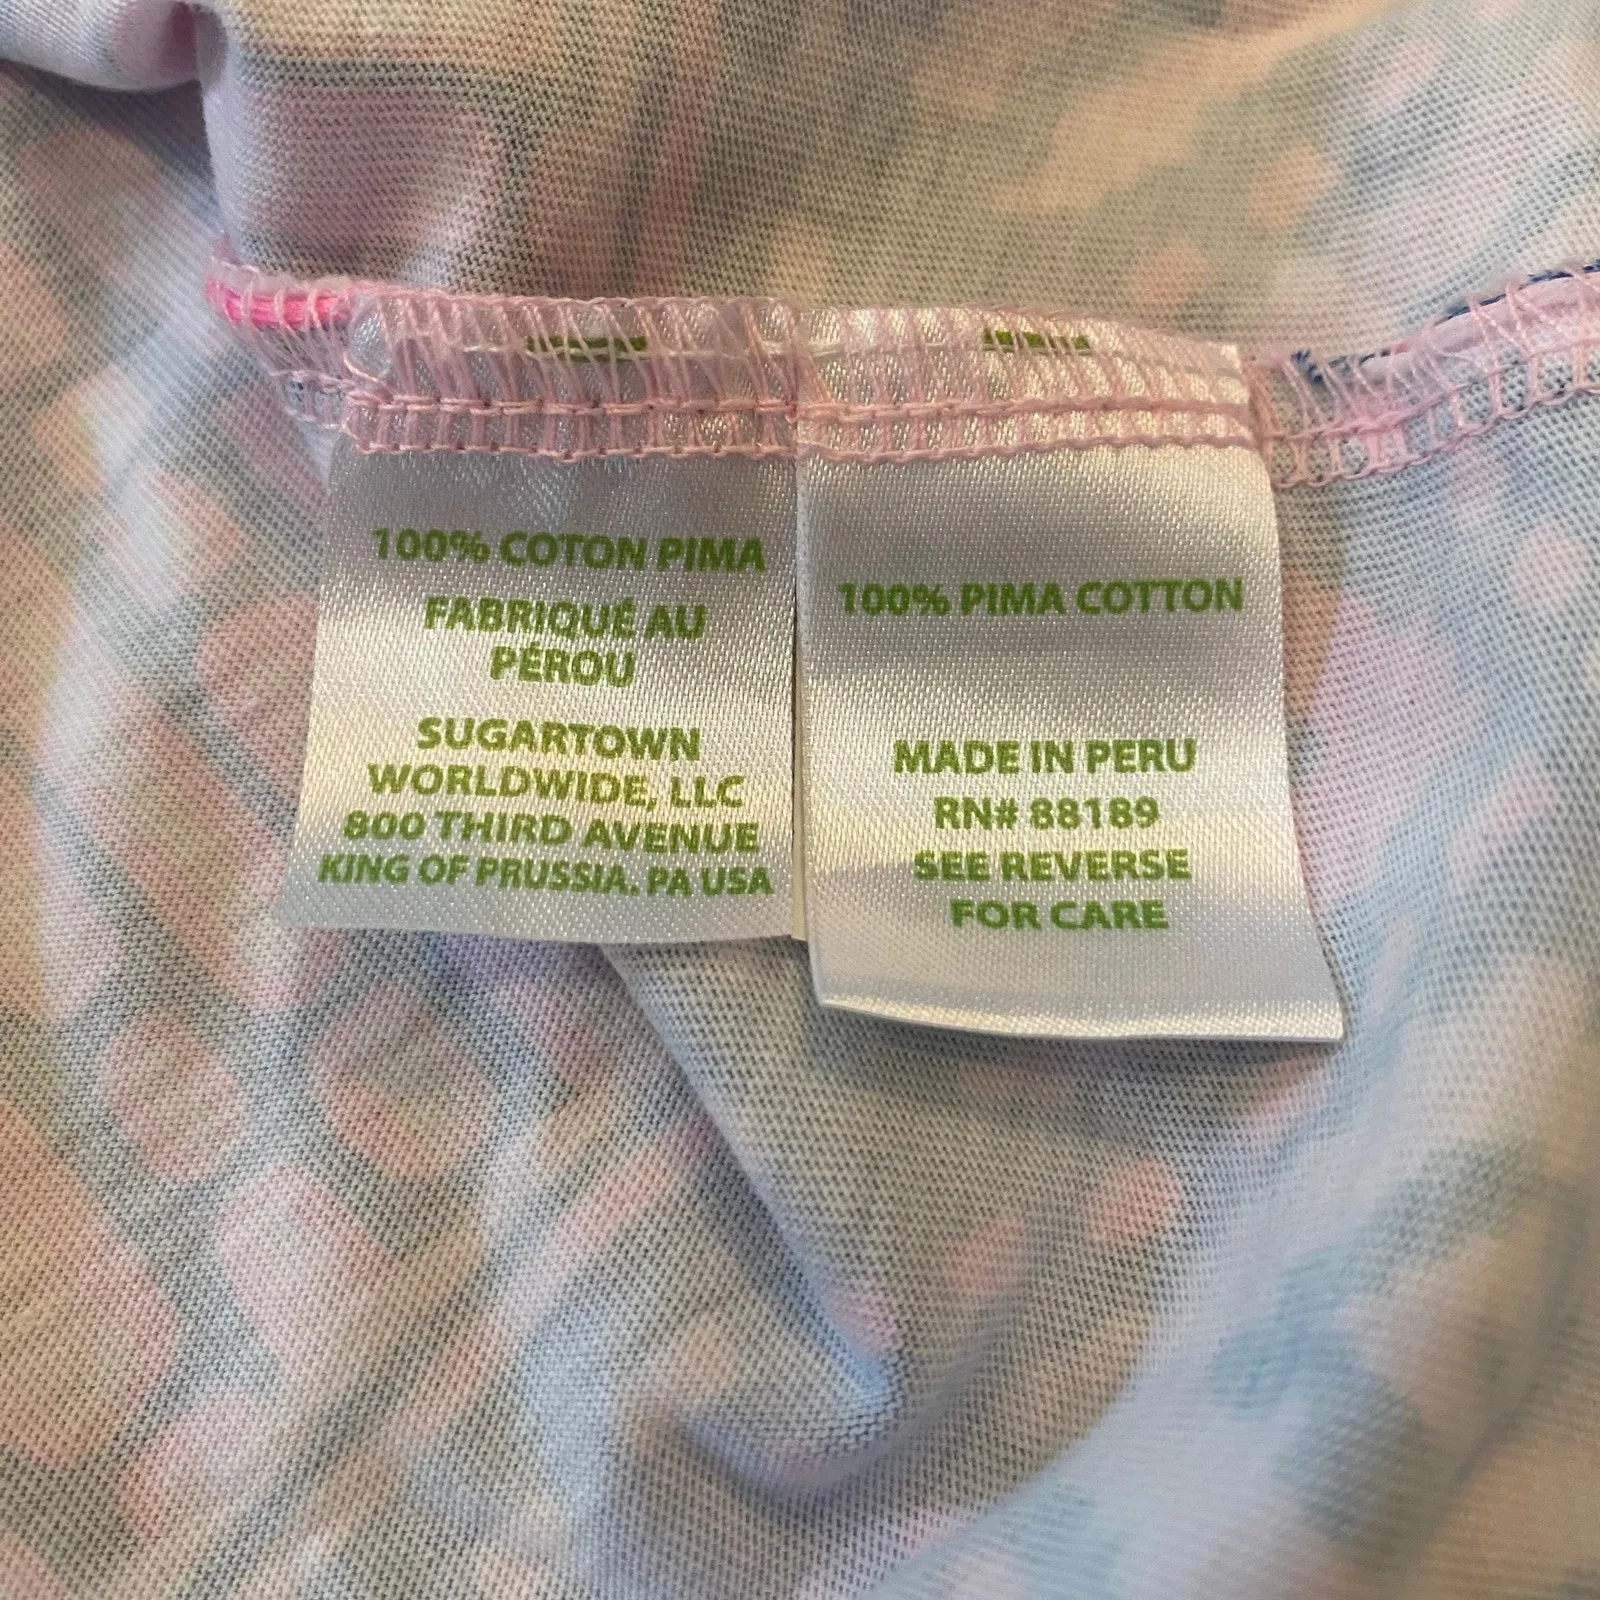 100% COTON PIMA
FABRIQUÉ AU
PÉROU
SUGARTOWN
WORLDWIDE, LLC
800 THIRD AVENUE
KING OF PRUSSIA. PA USA
100% PIMA COTTON
MADE IN PERU
RN# 88189
SEE REVERSE
FOR CARE